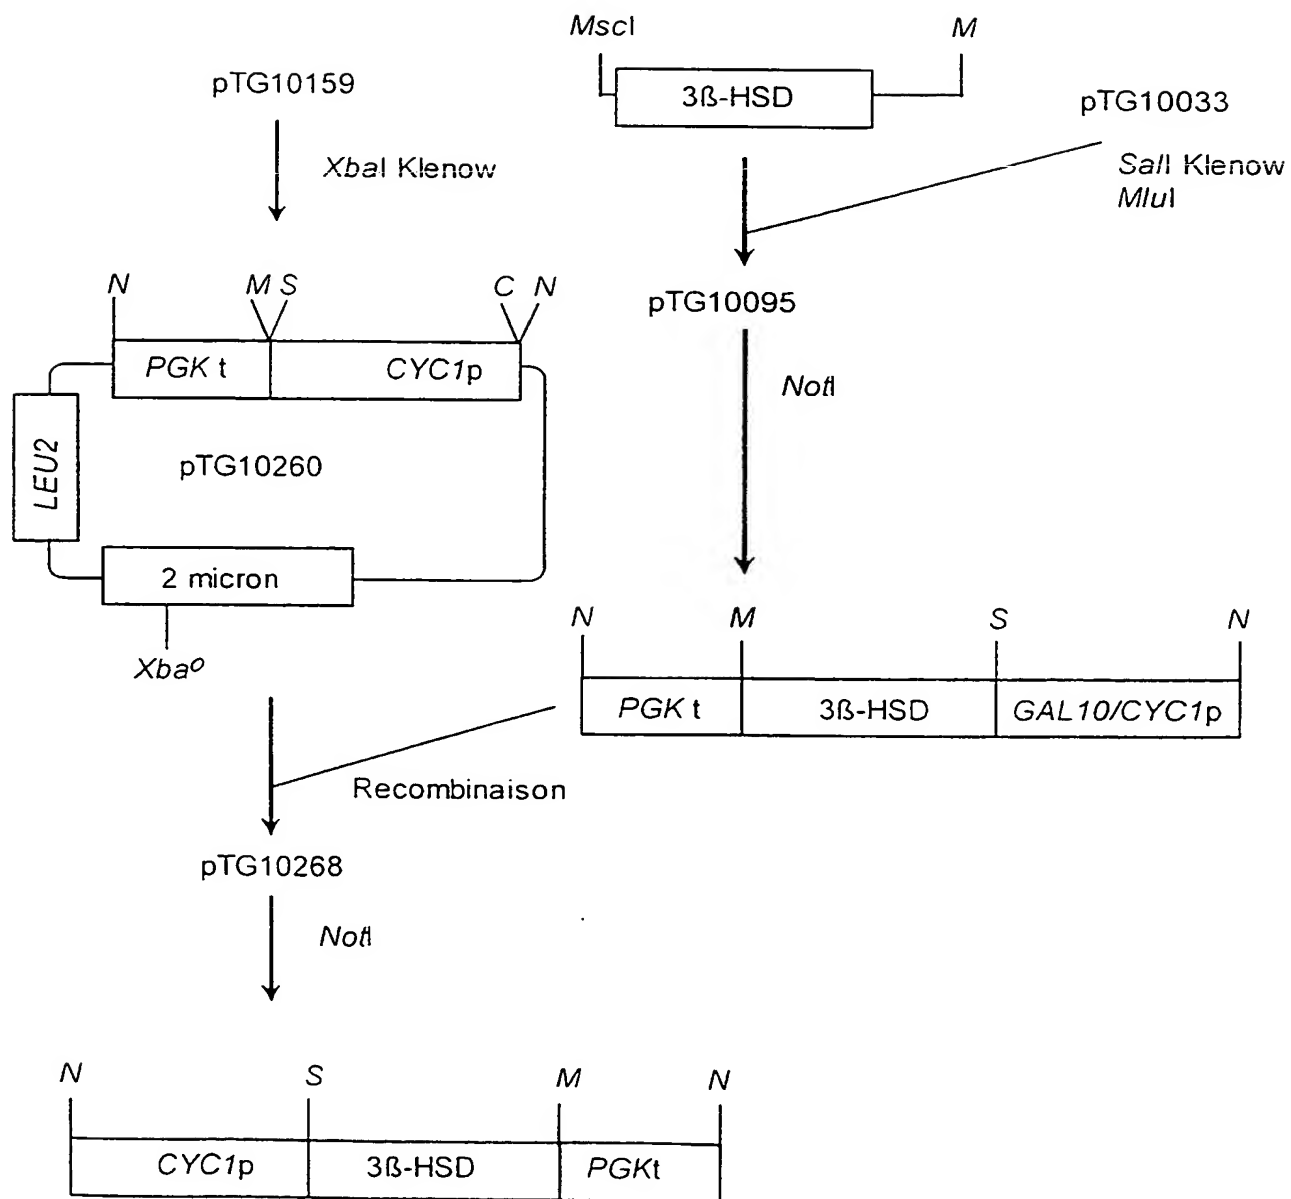 MscI M
pTG10159
3ß-HSD
pTG10033
XbaI Klenow
SalI Klenow
MluI
N M S C N
pTG10095
PGK t CYC1p
NotI
LEU2
pTG10260
2 micron
N M S N
Xbaº
PGK t 3ß-HSD GAL10/CYC1p
Recombinaison
pTG10268
NotI
N S M N
CYC1p 3ß-HSD PGKt